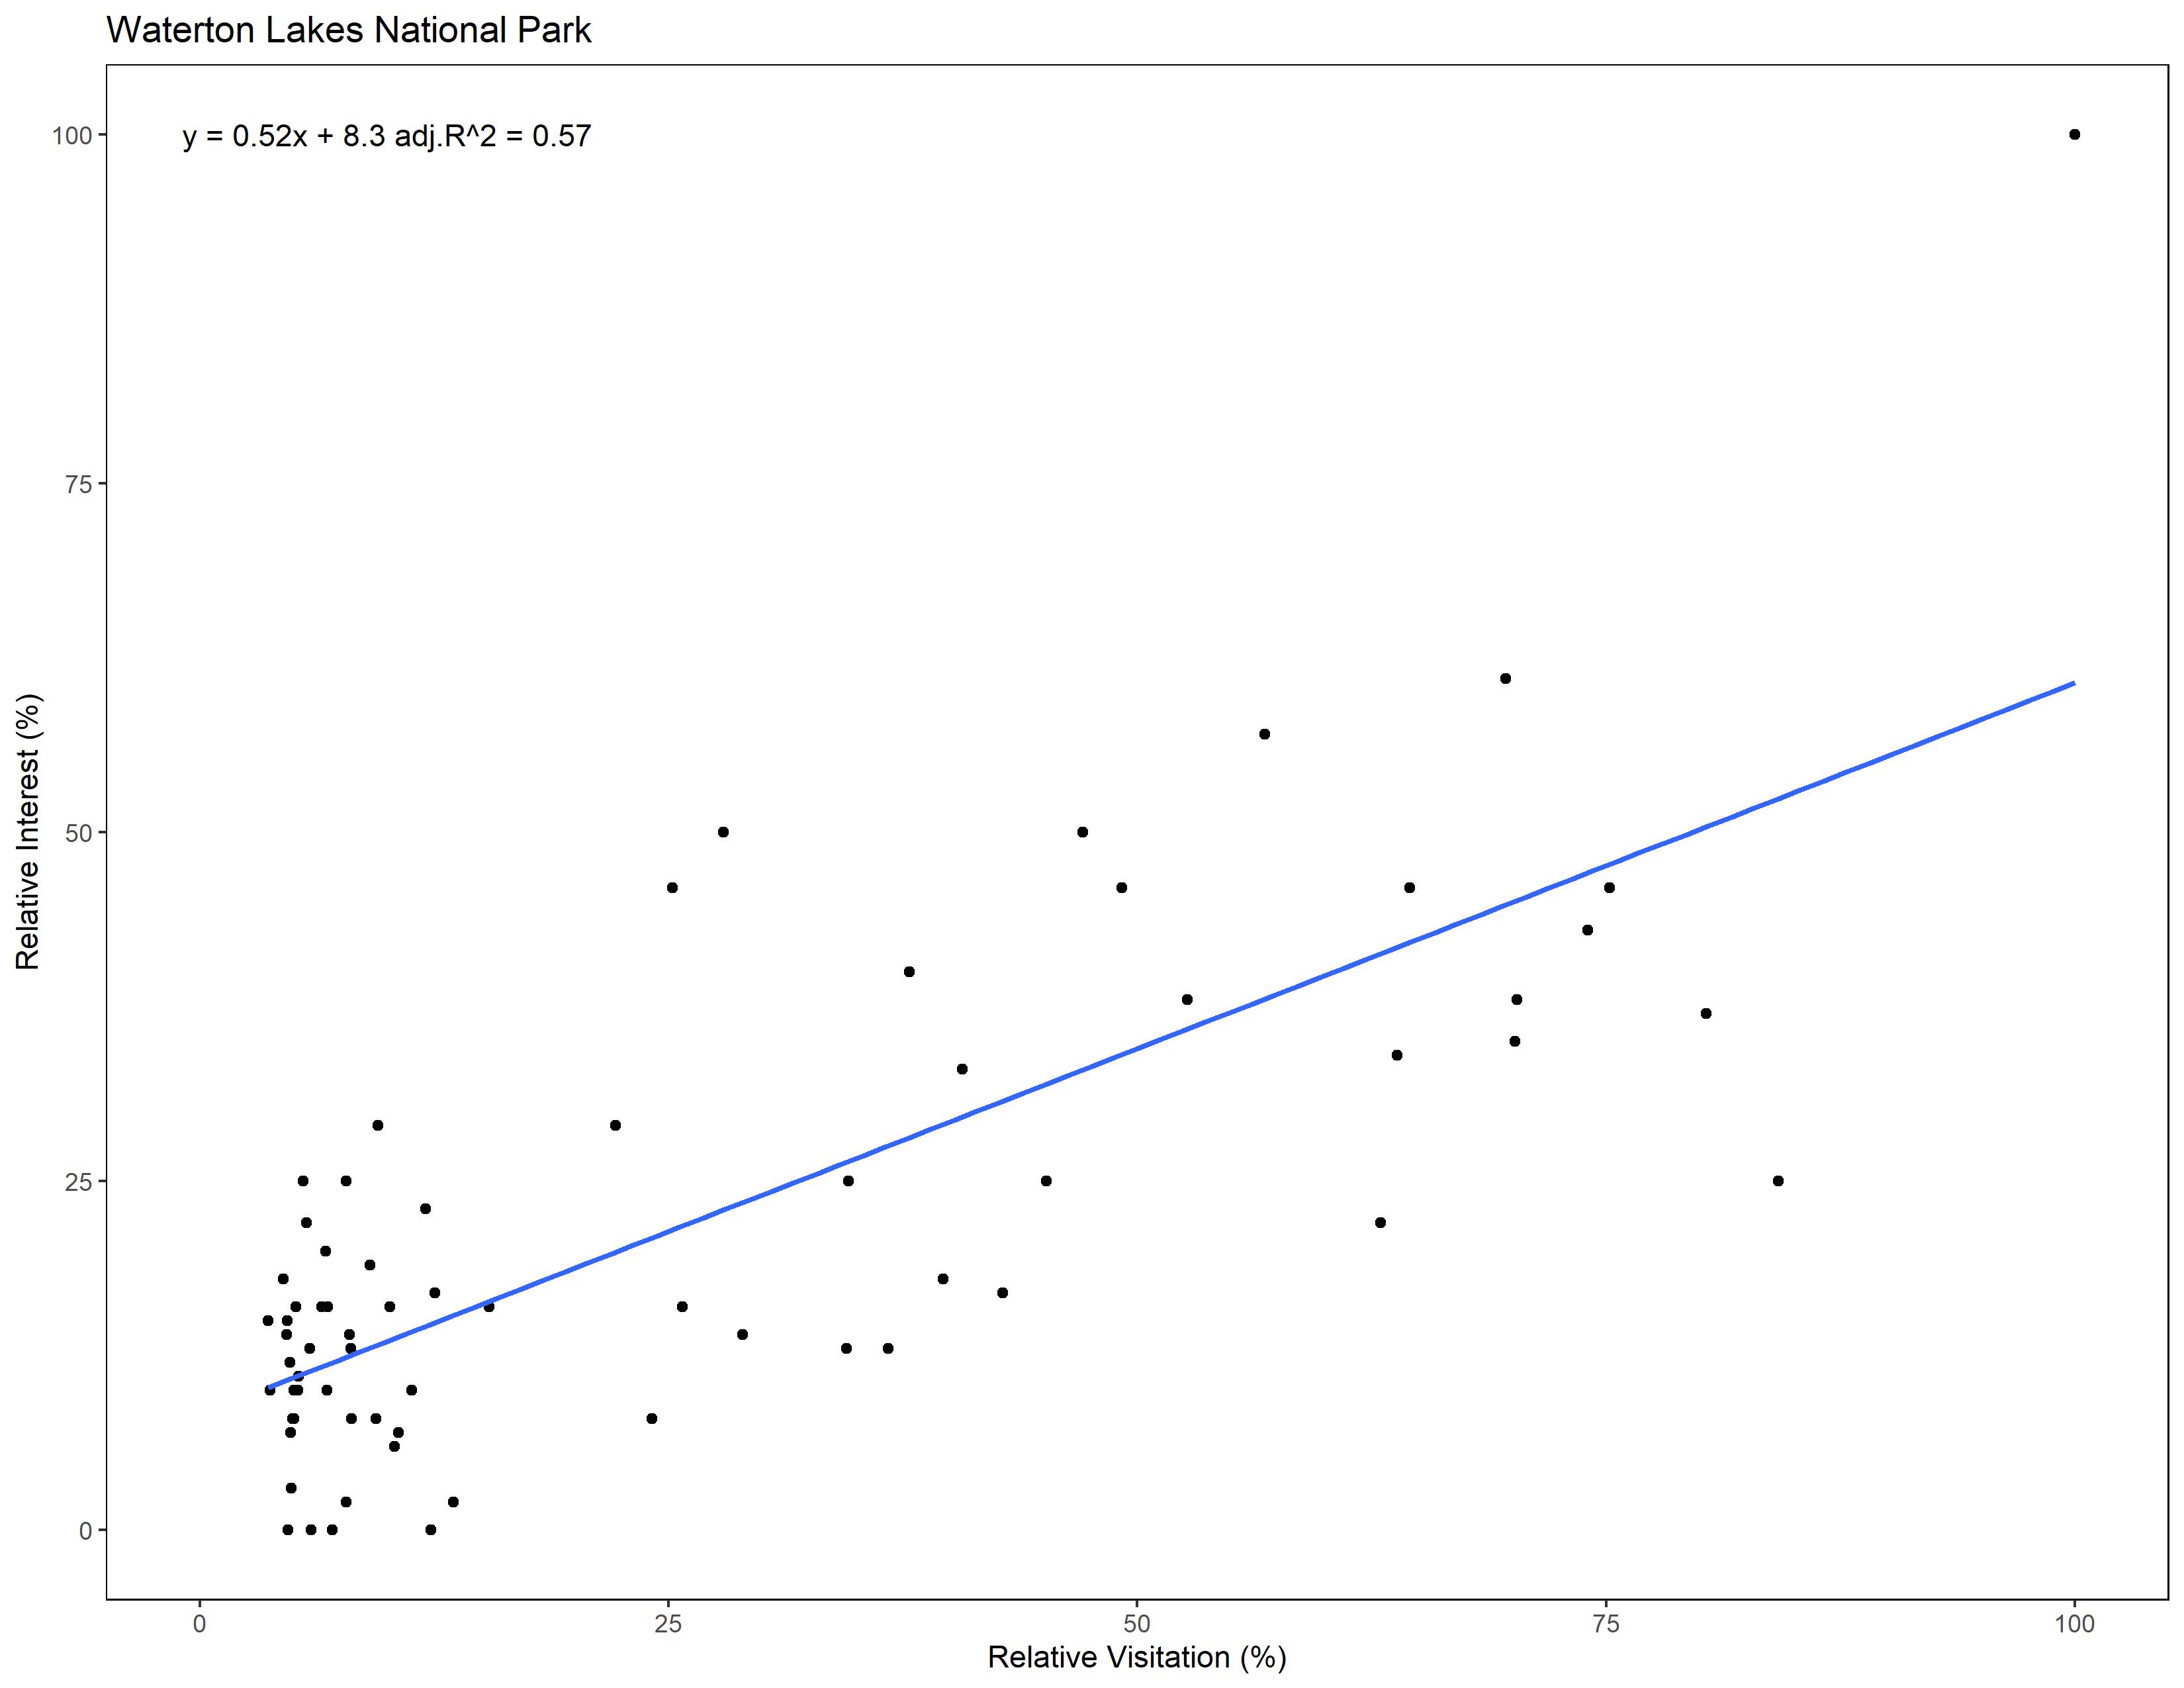 Waterton Lakes National Park
y = 0.52x + 8.3 adj.R^2 = 0.57
100
75
50
25
0
Relative Interest (%)
0 25 50 75 100
Relative Visitation (%)